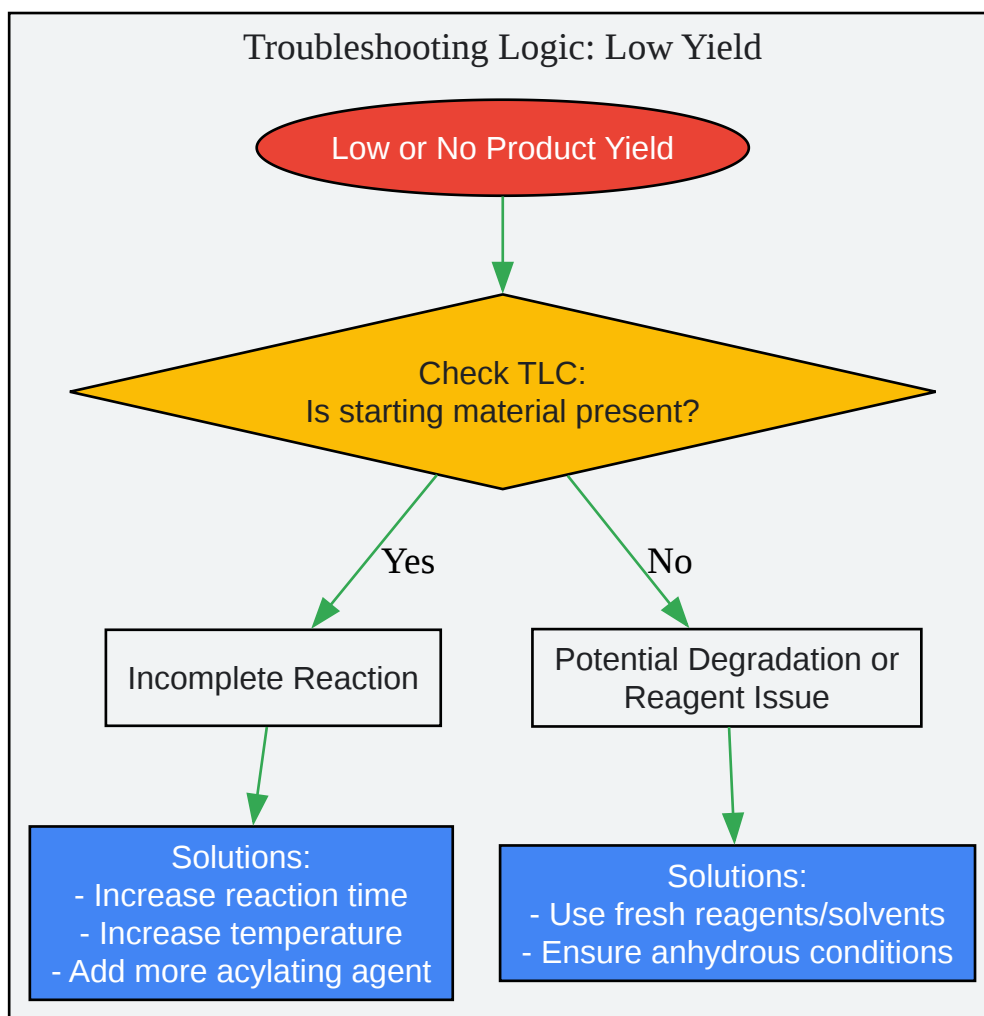 Troubleshooting Logic: Low Yield
Low or No Product Yield
Check TLC:
Is starting material present?
Yes
No
Incomplete Reaction
Potential Degradation or
Reagent Issue
Solutions:
- Increase reaction time
- Increase temperature
- Add more acylating agent
Solutions:
- Use fresh reagents/solvents
- Ensure anhydrous conditions